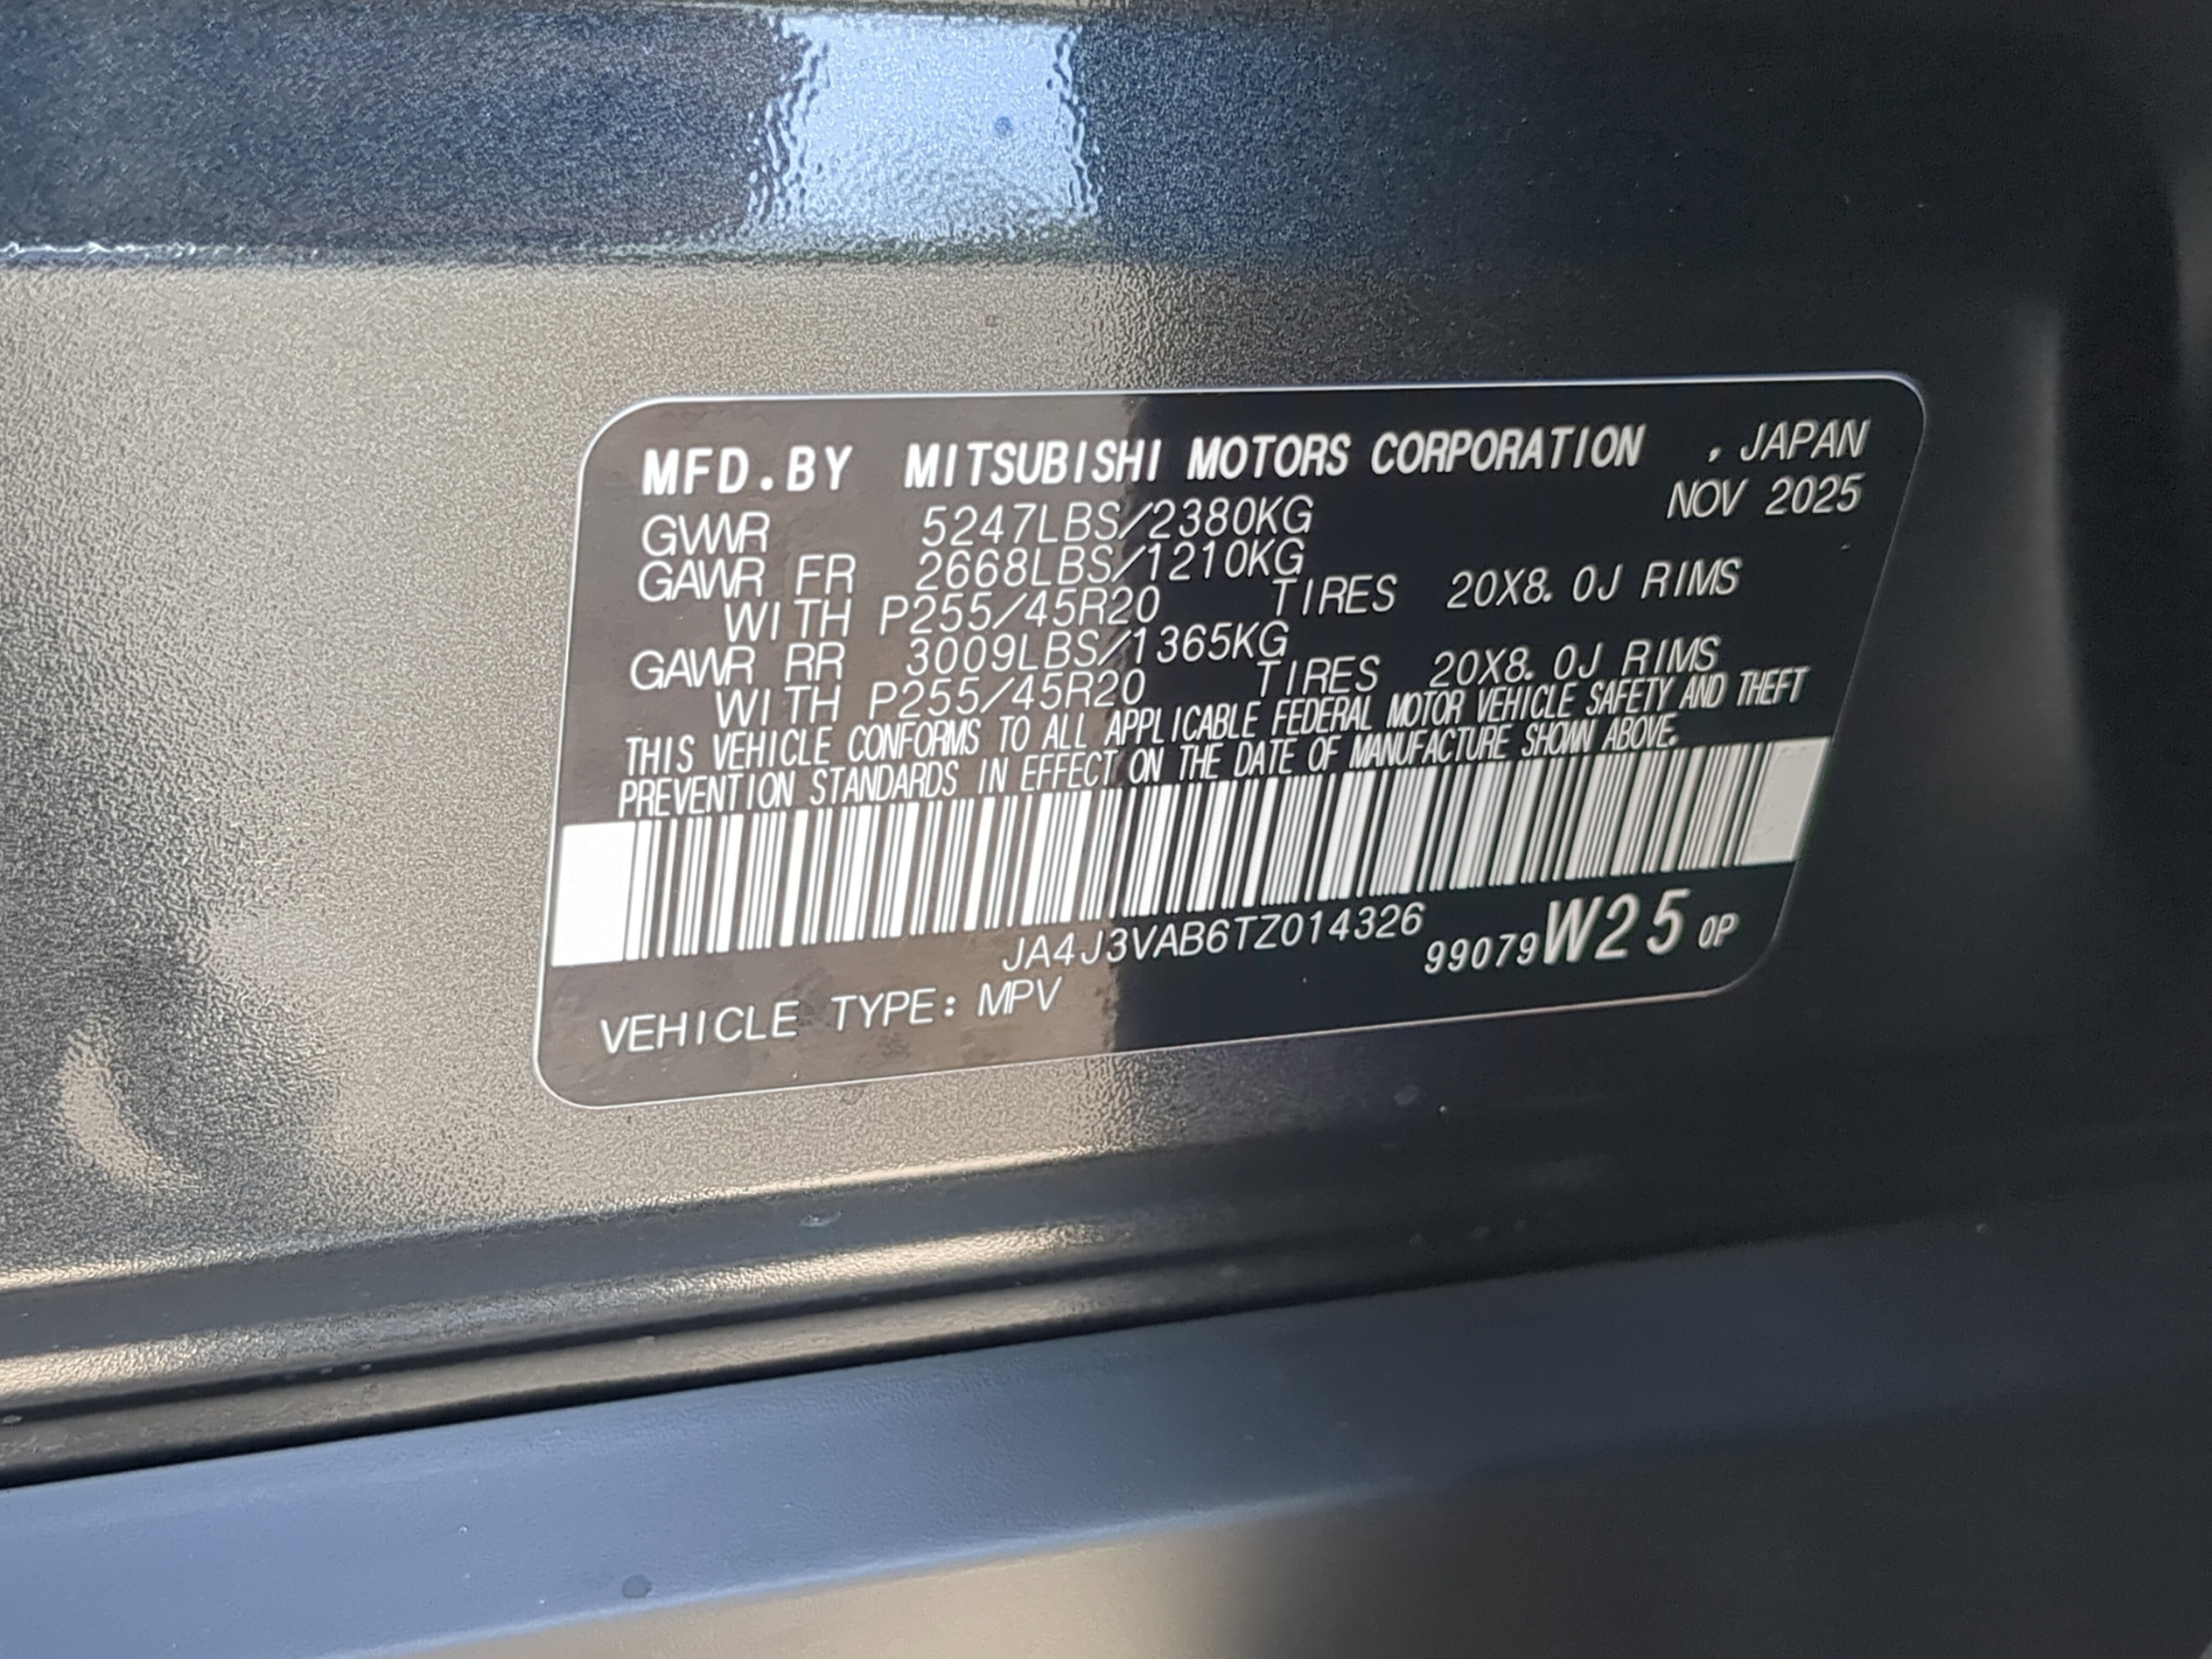 MFD.BY MITSUBISHI MOTORS CORPORATION , JAPAN
NOV 2025
GVWR 5247LBS/2380KG
GAWR FR 2668LBS/1210KG
WITH P255/45R20 TIRES 20X8.0J RIMS
GAWR RR 3009LBS/1365KG
WITH P255/45R20 TIRES 20X8.0J RIMS
THIS VEHICLE CONFORMS TO ALL APPLICABLE FEDERAL MOTOR VEHICLE SAFETY AND THEFT
PREVENTION STANDARDS IN EFFECT ON THE DATE OF MANUFACTURE SHOWN ABOVE.
JA4J3VAB6TZ014326
99079W25 0P
VEHICLE TYPE: MPV